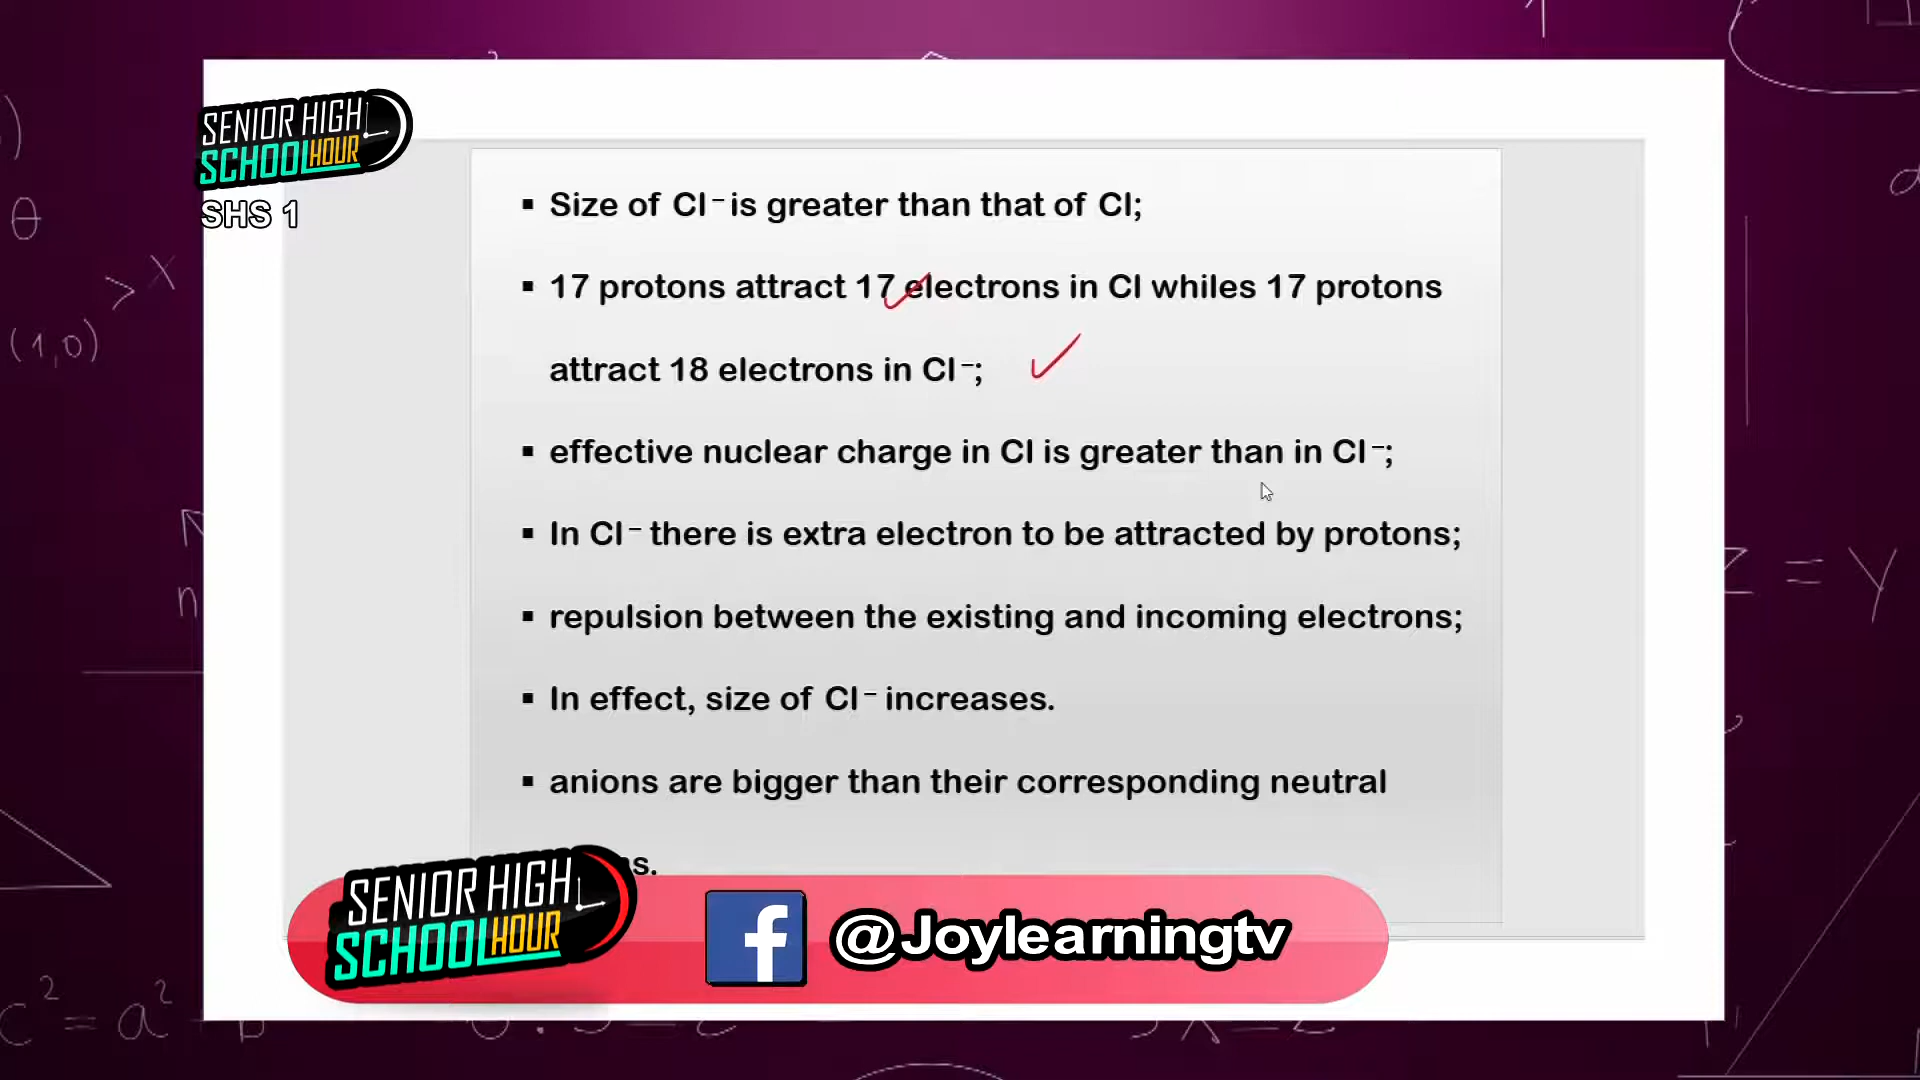 SENIOR HIGH
SCHOOL HOUR
SHS 1
▪ Size of Cl⁻ is greater than that of Cl;
▪ 17 protons attract 17 electrons in Cl whiles 17 protons
attract 18 electrons in Cl⁻;
▪ effective nuclear charge in Cl is greater than in Cl⁻;
▪ In Cl⁻ there is extra electron to be attracted by protons;
▪ repulsion between the existing and incoming electrons;
▪ In effect, size of Cl⁻ increases.
▪ anions are bigger than their corresponding neutral
s.
SENIOR HIGH
SCHOOL HOUR
f @Joylearningtv
θ
> X
(1,0)
n
= Y
c² = a²